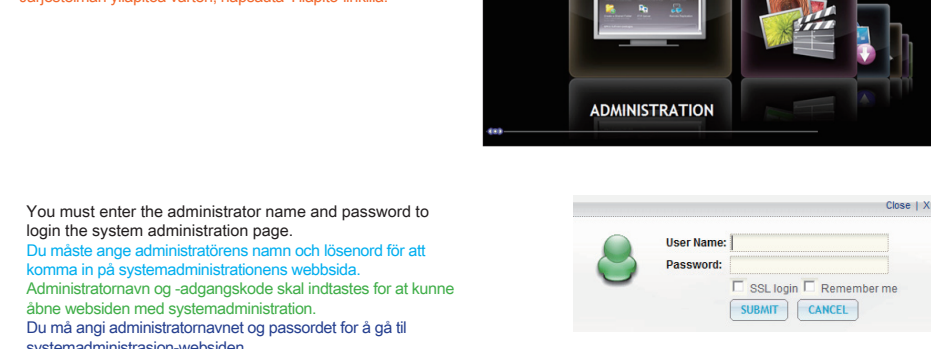 ADMINISTRATION
You must enter the administrator name and password to
login the system administration page.
Du måste ange administratörens namn och lösenord för att
komma in på systemadministrationens webbsida.
Administratornavn og -adgangskode skal indtastes for at kunne
åbne websiden med systemadministration.
Du må angi administratornavnet og passordet for å gå til
systemadministrasjon-websiden
Close | X
User Name:
Password:
SSL login Remember me
SUBMIT CANCEL